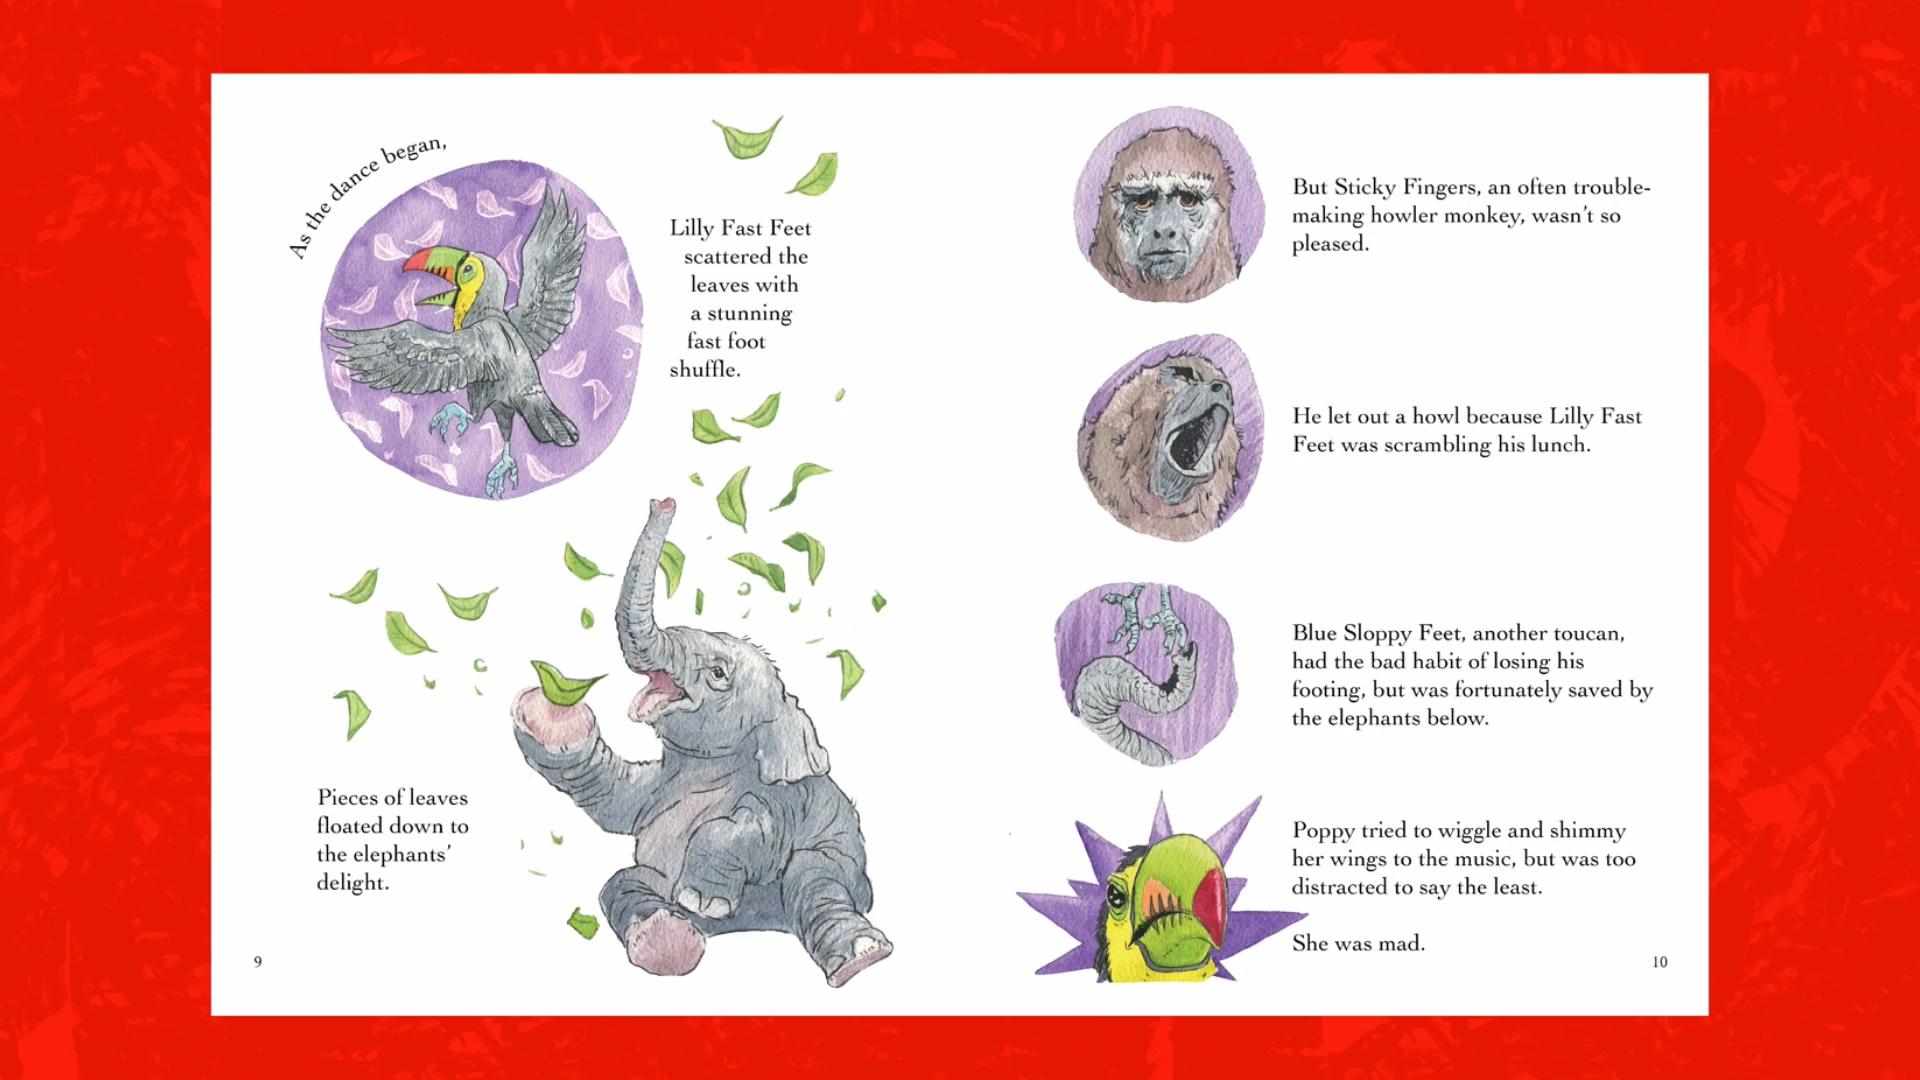 As the dance began,
Lilly Fast Feet
scattered the
leaves with
a stunning
fast foot
shuffle.
Pieces of leaves
floated down to
the elephants’
delight.
9
But Sticky Fingers, an often trouble-
making howler monkey, wasn’t so
pleased.
He let out a howl because Lilly Fast
Feet was scrambling his lunch.
Blue Sloppy Feet, another toucan,
had the bad habit of losing his
footing, but was fortunately saved by
the elephants below.
Poppy tried to wiggle and shimmy
her wings to the music, but was too
distracted to say the least.
She was mad.
10